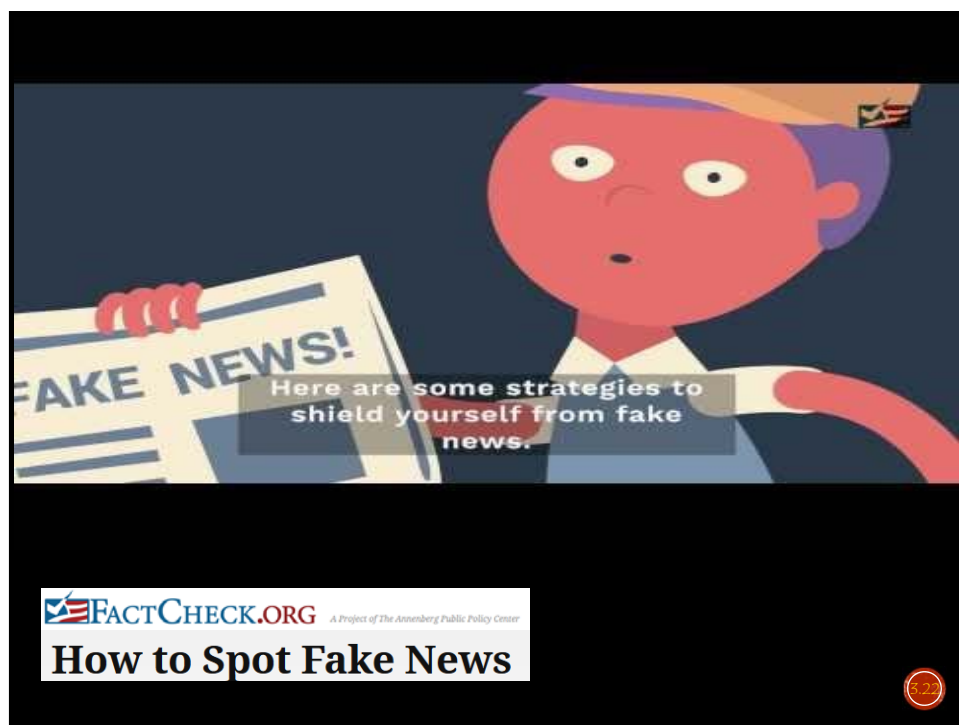 FAKE NEWS!
Here are some strategies to
shield yourself from fake
news.
FACTCHECK.ORG A Project of The Annenberg Public Policy Center
How to Spot Fake News
3.22